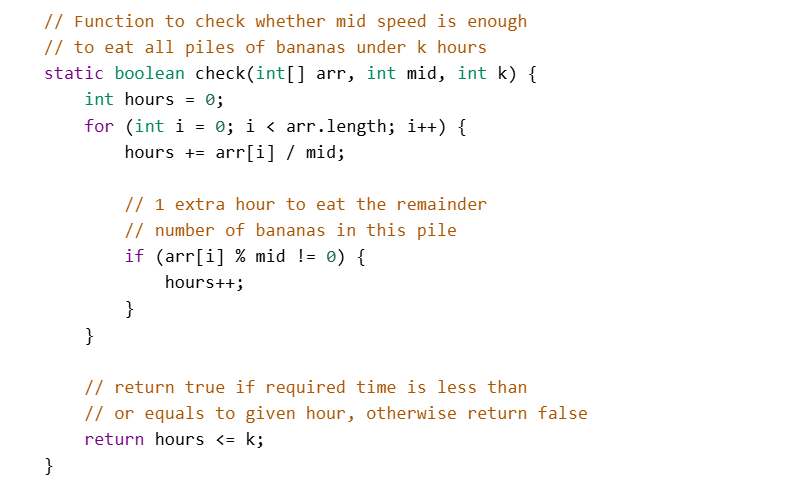 // Function to check whether mid speed is enough
// to eat all piles of bananas under k hours
static boolean check(int[] arr, int mid, int k) {
int hours = 0;
for (int i = 0; i < arr.length; i++) {
hours += arr[i] / mid;
// 1 extra hour to eat the remainder
// number of bananas in this pile
if (arr[i] % mid != 0) {
hours++;
}
}
// return true if required time is less than
// or equals to given hour, otherwise return false
return hours <= k;
}